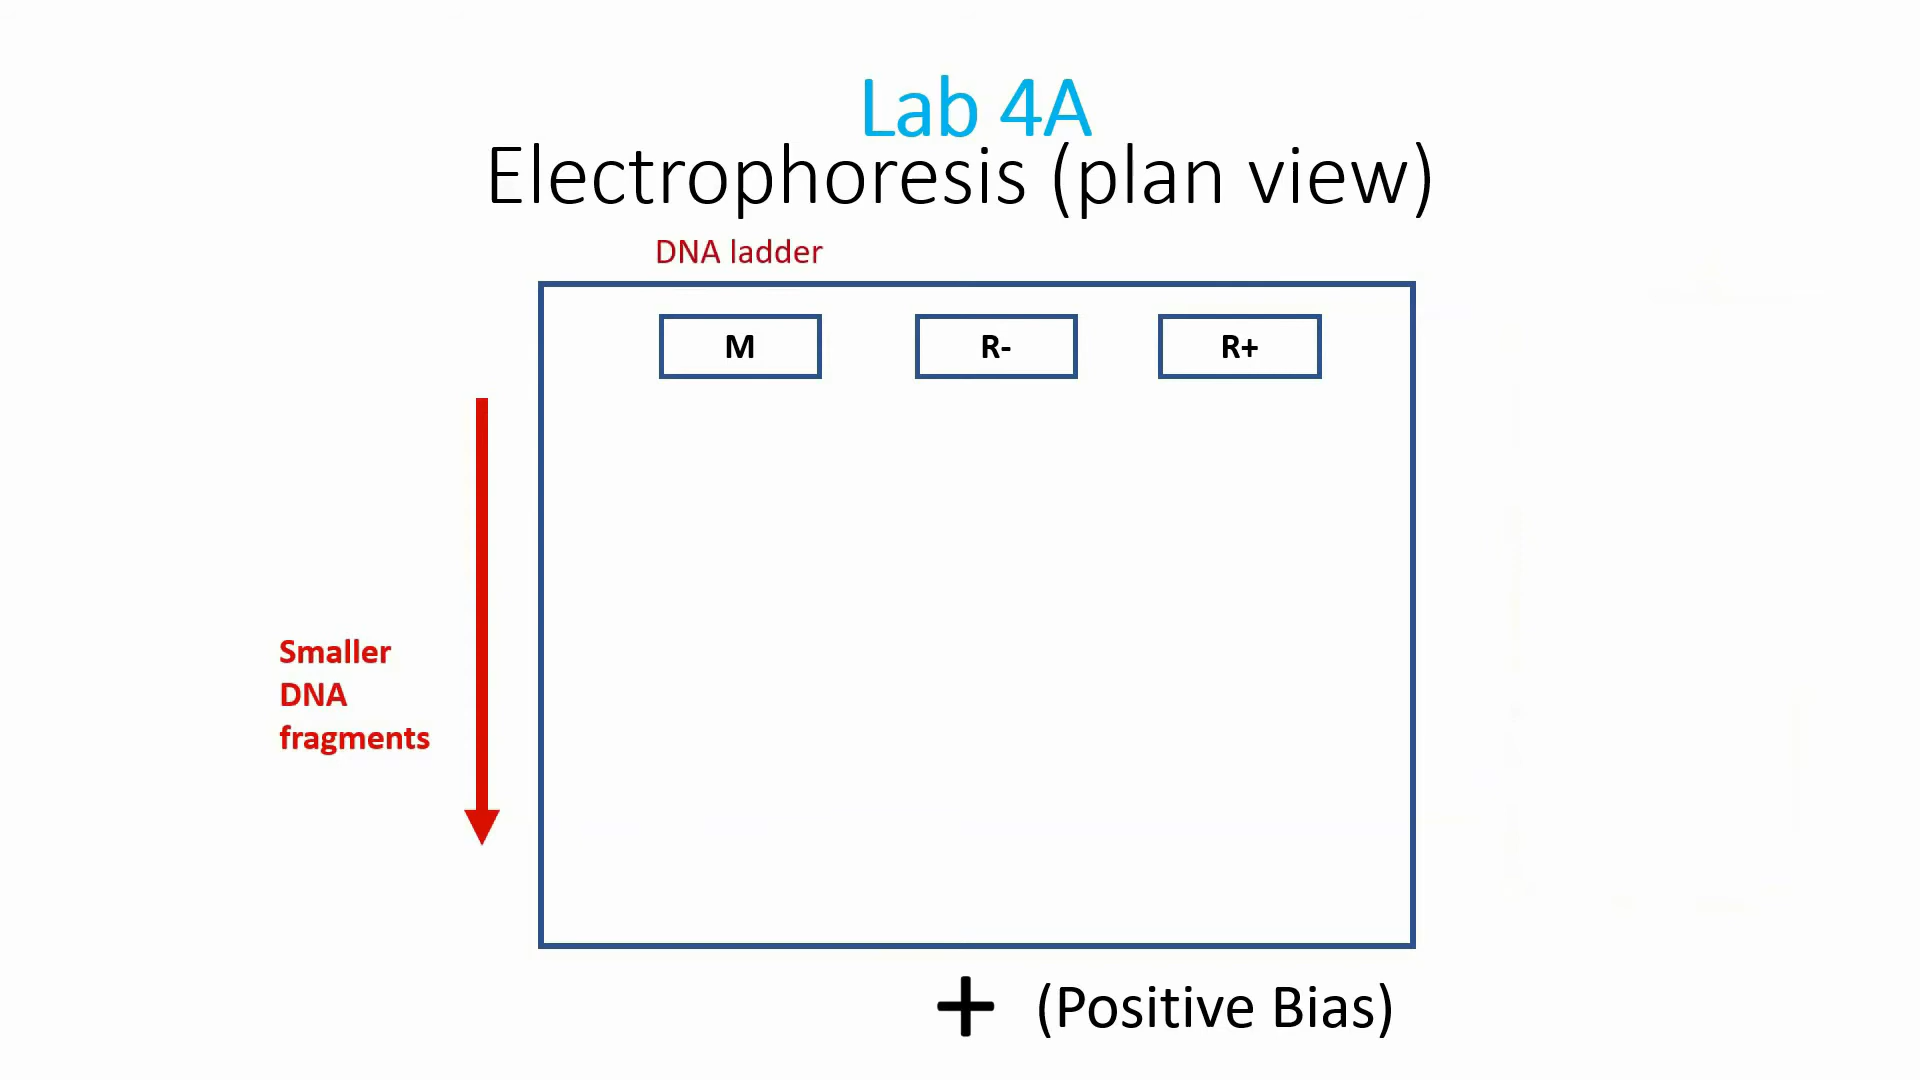 Lab 4A
Electrophoresis (plan view)
DNA ladder
M R- R+
Smaller
DNA
fragments
+ (Positive Bias)